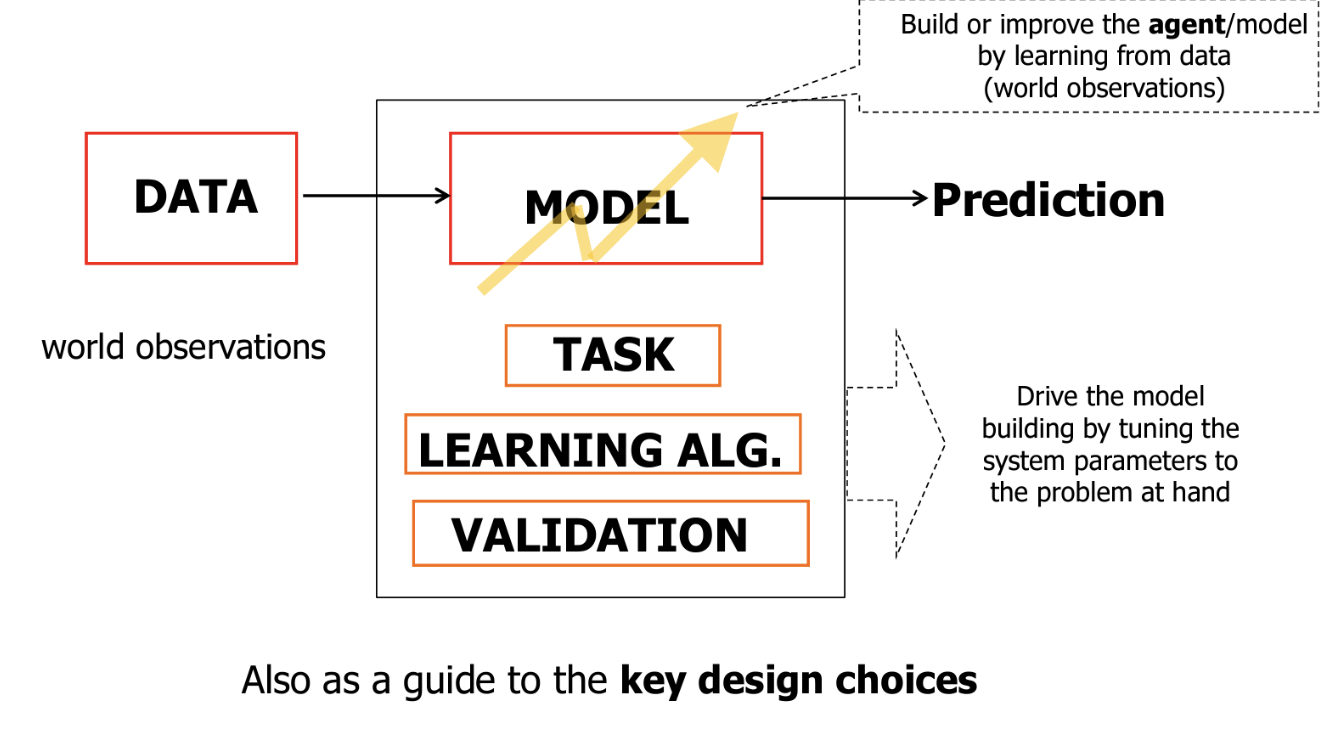 Build or improve the agent/model
by learning from data
(world observations)
DATA
MODEL
Prediction
world observations
TASK
LEARNING ALG.
VALIDATION
Drive the model
building by tuning the
system parameters to
the problem at hand
Also as a guide to the key design choices